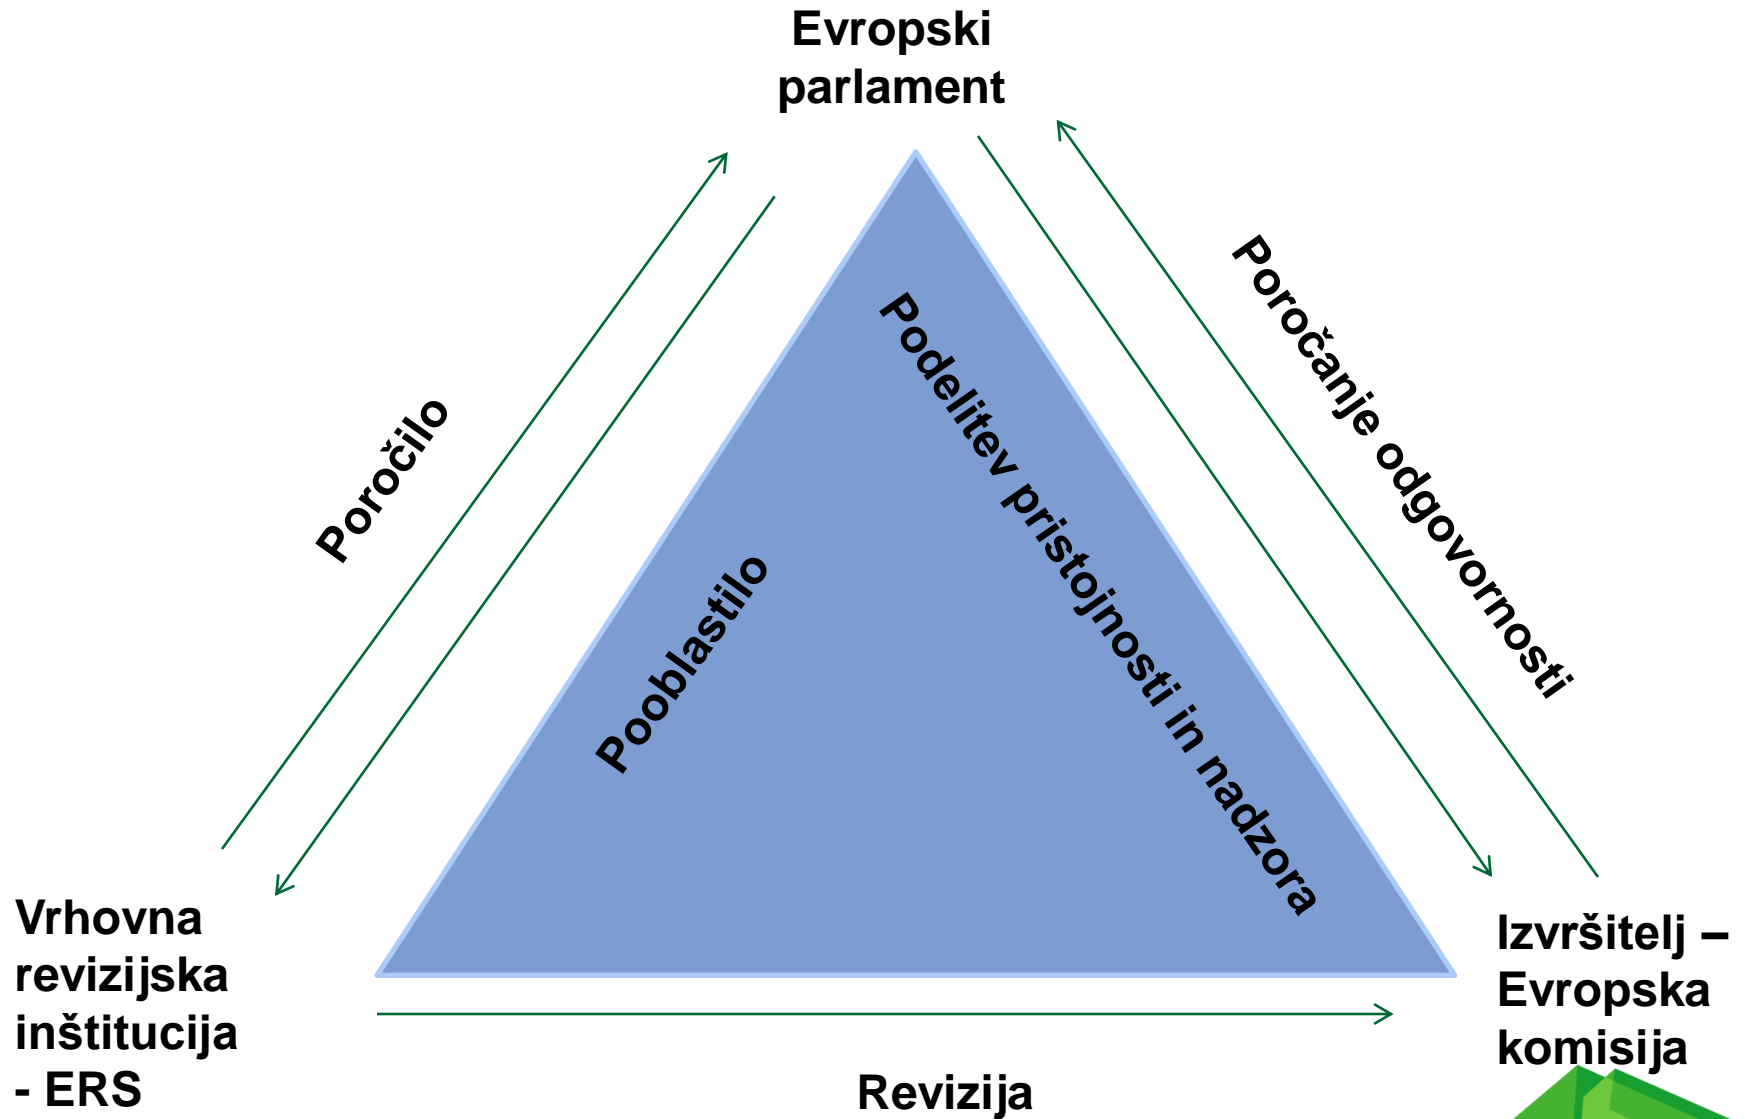 Evropski
parlament
Poročilo
Pooblastilo
Podelitev pristojnosti in nadzora
Poročanje odgovornosti
Vrhovna
revizijska
inštitucija
- ERS
Izvršitelj –
Evropska
komisija
Revizija